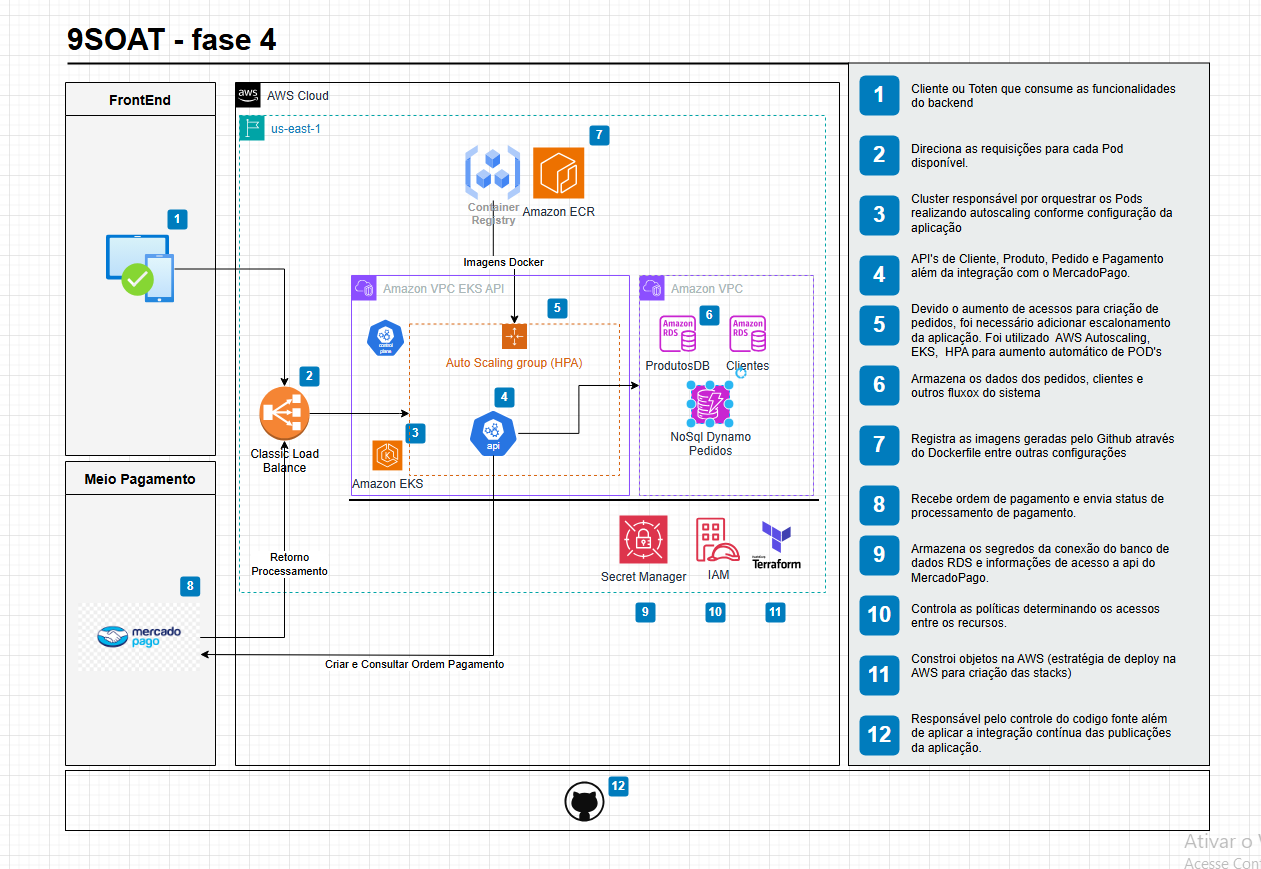 9SOAT - fase 4
FrontEnd
1
Meio Pagamento
8
mercado
pago
aws
AWS Cloud
us-east-1
7
Container
Registry
Amazon ECR
Imagens Docker
Amazon VPC EKS API
5
control
plane
Auto Scaling group (HPA)
4
api
3
Amazon EKS
2
Classic Load
Balance
Retorno
Processamento
Criar e Consultar Ordem Pagamento
Amazon VPC
6
Amazon
RDS
Amazon
RDS
ProdutosDB
Clientes
NoSql Dynamo
Pedidos
Secret Manager
IAM
Terraform
9
10
11
12
1
Cliente ou Toten que consume as funcionalidades
do backend
2
Direciona as requisições para cada Pod
disponível.
3
Cluster responsável por orquestrar os Pods
realizando autoscaling conforme configuração da
aplicação
4
API's de Cliente, Produto, Pedido e Pagamento
além da integração com o MercadoPago.
5
Devido o aumento de acessos para criação de
pedidos, foi necessário adicionar escalonamento
da aplicação. Foi utilizado AWS Autoscaling,
EKS, HPA para aumento automático de POD's
6
Armazena os dados dos pedidos, clientes e
outros fluxox do sistema
7
Registra as imagens geradas pelo Github através
do Dockerfile entre outras configurações
8
Recebe ordem de pagamento e envia status de
processamento de pagamento.
9
Armazena os segredos da conexão do banco de
dados RDS e informações de acesso a api do
MercadoPago.
10
Controla as políticas determinando os acessos
entre os recursos.
11
Constroi objetos na AWS (estratégia de deploy na
AWS para criação das stacks)
12
Responsável pelo controle do codigo fonte além
de aplicar a integração contínua das publicações
da aplicação.
Ativar o
Acesse